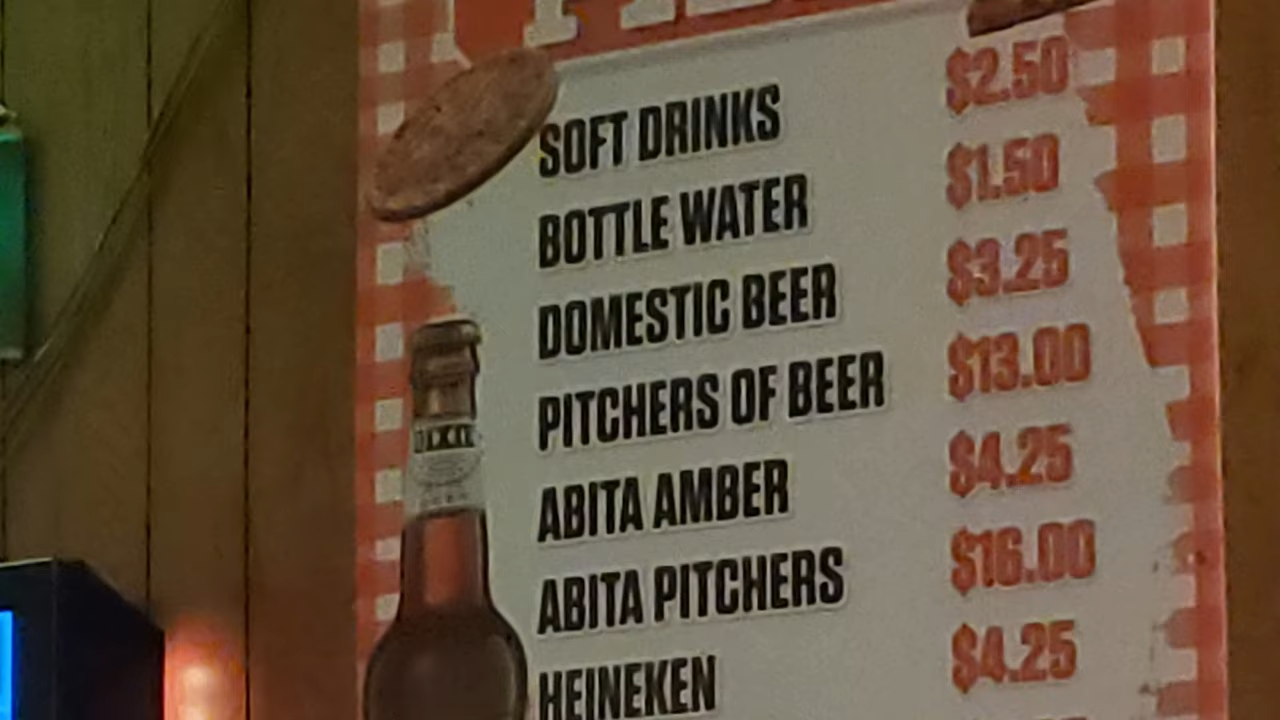 SOFT DRINKS $2.50
BOTTLE WATER $1.50
DOMESTIC BEER $3.25
PITCHERS OF BEER $13.00
ABITA AMBER $4.25
ABITA PITCHERS $16.00
HEINEKEN $4.25
DIXIE